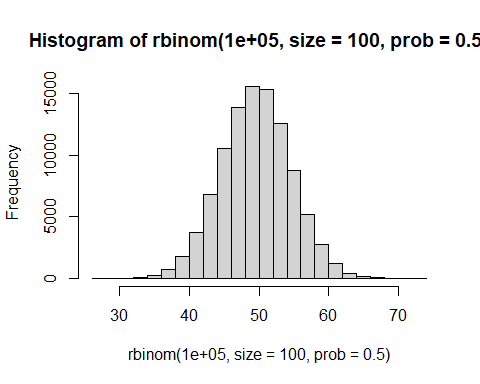 Histogram of rbinom(1e+05, size = 100, prob = 0.5
Frequency
15000
10000
5000
0
30 40 50 60 70
rbinom(1e+05, size = 100, prob = 0.5)